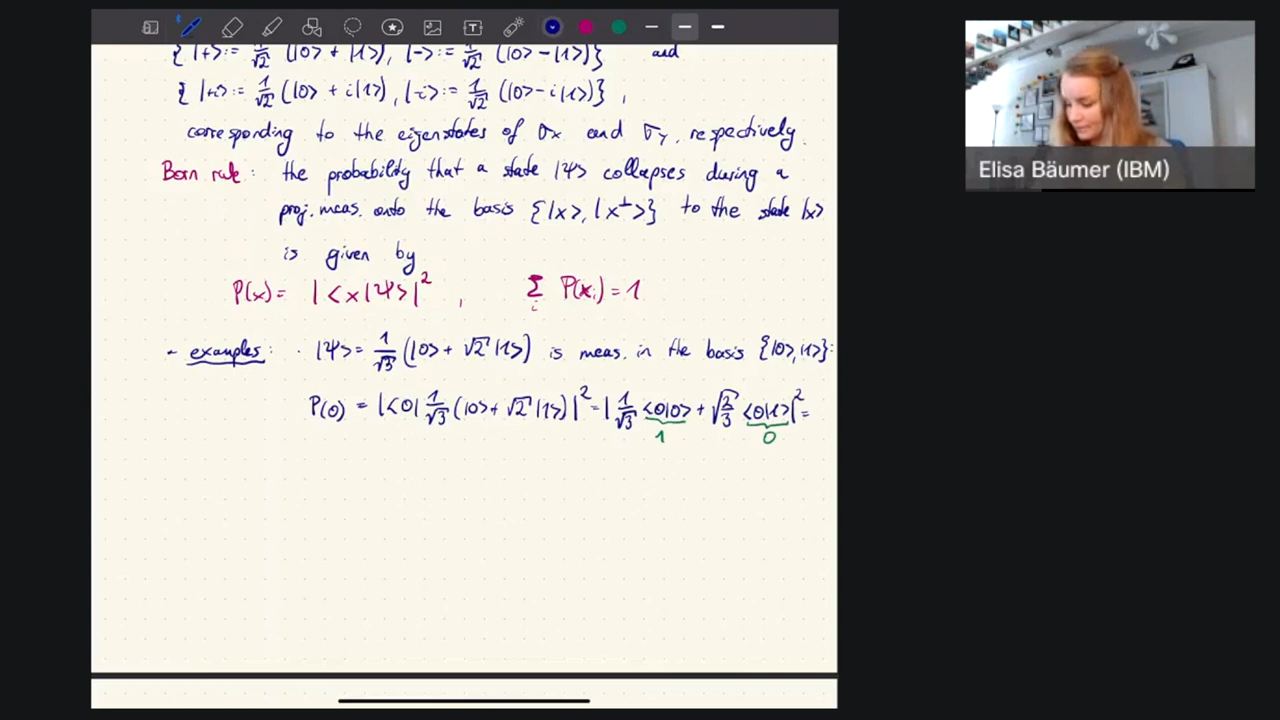 { |+> := 1/√2 (|0> + |1>), |-> := 1/√2 (|0> - |1>)} and
{ |+i> := 1/√2 (|0> + i|1>), |-i> := 1/√2 (|0> - i|1>)},
corresponding to the eigenstates of σx and σy, respectively.
Born rule: the probability that a state |Ψ> collapses during a
proj. meas. onto the basis {|x>, |x⊥>} to the state |x>
is given by
P(x) = |<x|Ψ>|², Σi P(xi) = 1
- examples: · |Ψ> = 1/√3 (|0> + √2 |1>) is meas. in the basis {|0>, |1>}:
P(0) = |<0| 1/√3 (|0> + √2 |1>)|² = |1/√3 <0|0> + √(2/3) <0|1>|² =
1 0
Elisa Bäumer (IBM)